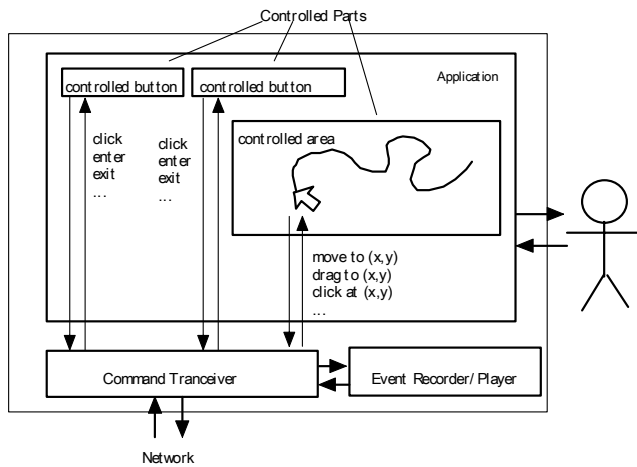 Controlled Parts
Application
controlled button
controlled button
click
enter
exit
...
click
enter
exit
...
controlled area
move to (x,y)
drag to (x,y)
click at (x,y)
...
Command Tranceiver
Event Recorder/ Player
Network